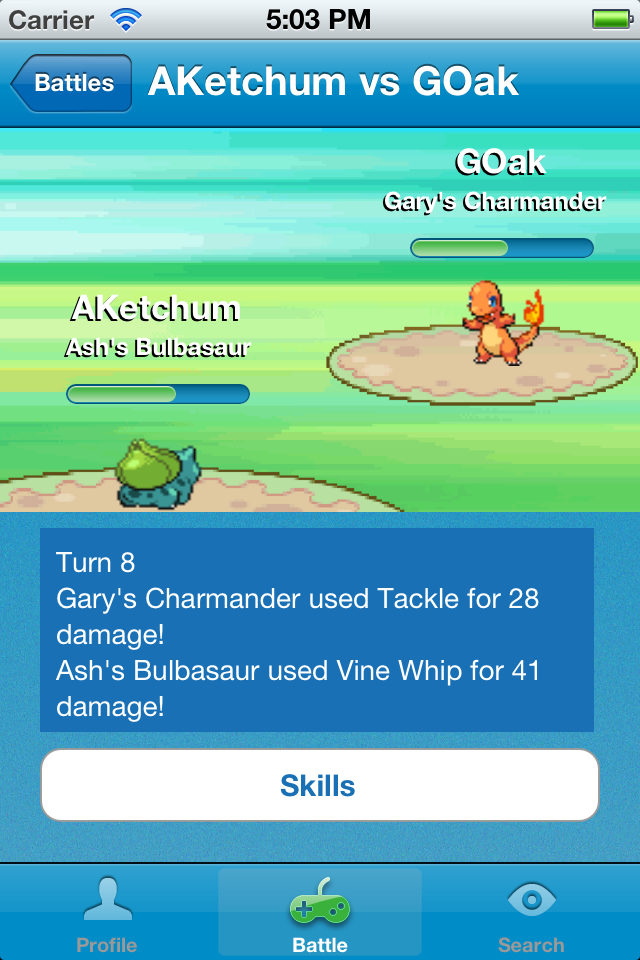 Carrier 5:03 PM
Battles AKetchum vs GOak
GOak
Gary's Charmander
AKetchum
Ash's Bulbasaur
Turn 8
Gary's Charmander used Tackle for 28
damage!
Ash's Bulbasaur used Vine Whip for 41
damage!
Skills
Profile Battle Search